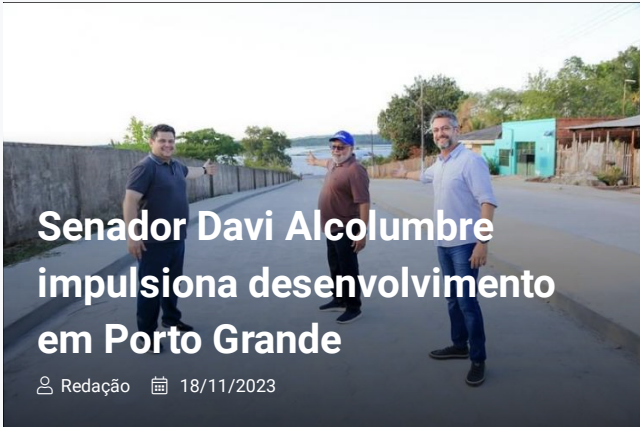 Senador Davi Alcolumbre
impulsiona desenvolvimento
em Porto Grande
Redação 18/11/2023